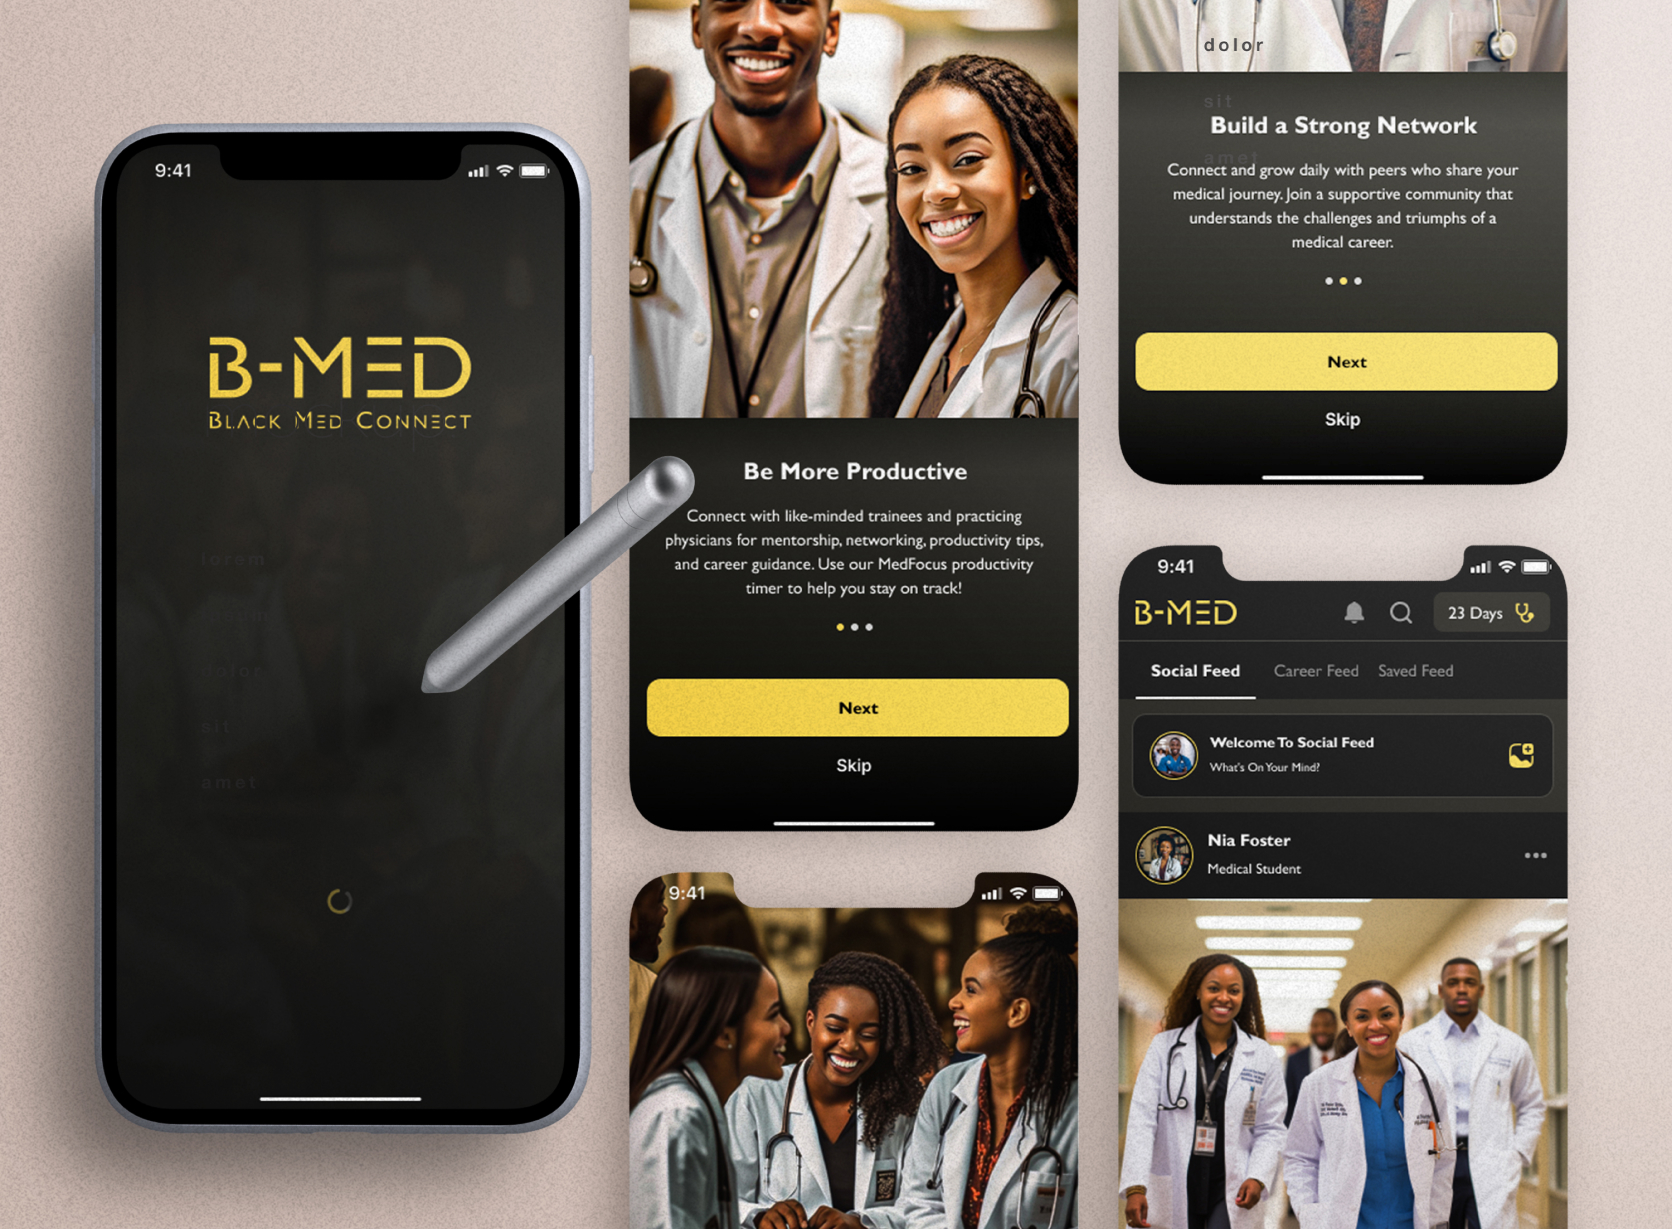 9:41
B-MED
BLACK MED CONNECT
lorem
dolor
sit
amet
Be More Productive
Connect with like-minded trainees and practicing
physicians for mentorship, networking, productivity tips,
and career guidance. Use our MedFocus productivity
timer to help you stay on track!
Next
Skip
9:41
dolor
sit
Build a Strong Network
amet
Connect and grow daily with peers who share your
medical journey. Join a supportive community that
understands the challenges and triumphs of a
medical career.
Next
Skip
9:41
B-MED
23 Days
Social Feed Career Feed Saved Feed
Welcome To Social Feed
What's On Your Mind?
Nia Foster
Medical Student